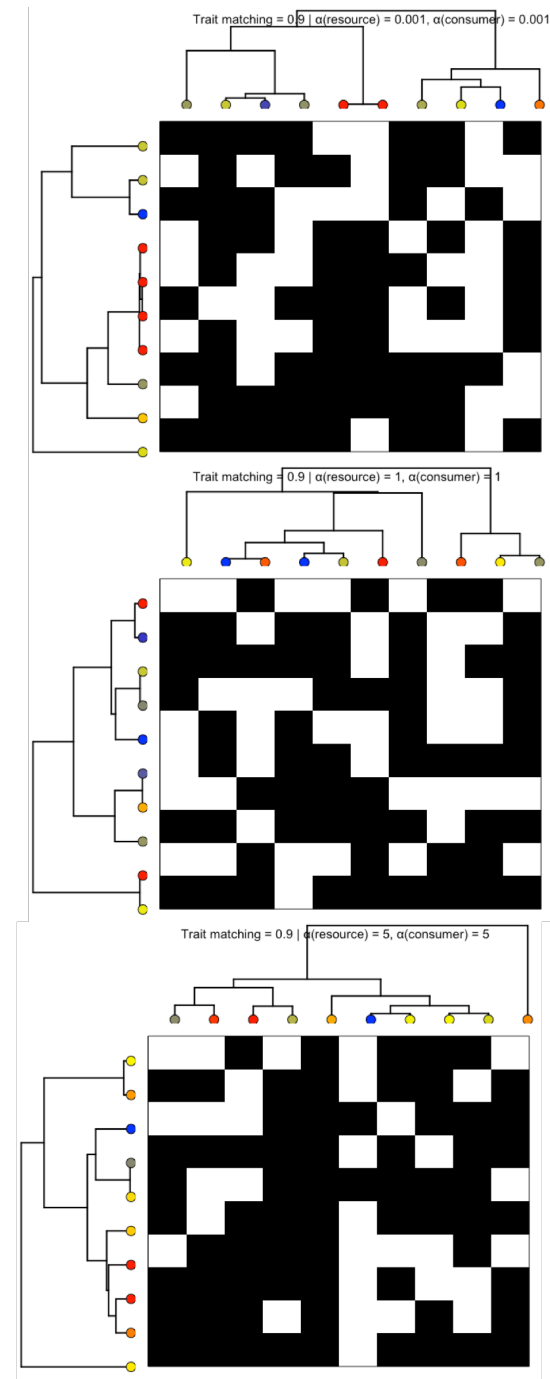 Trait matching = 0.9 | α(resource) = 0.001, α(consumer) = 0.001
Trait matching = 0.9 | α(resource) = 1, α(consumer) = 1
Trait matching = 0.9 | α(resource) = 5, α(consumer) = 5